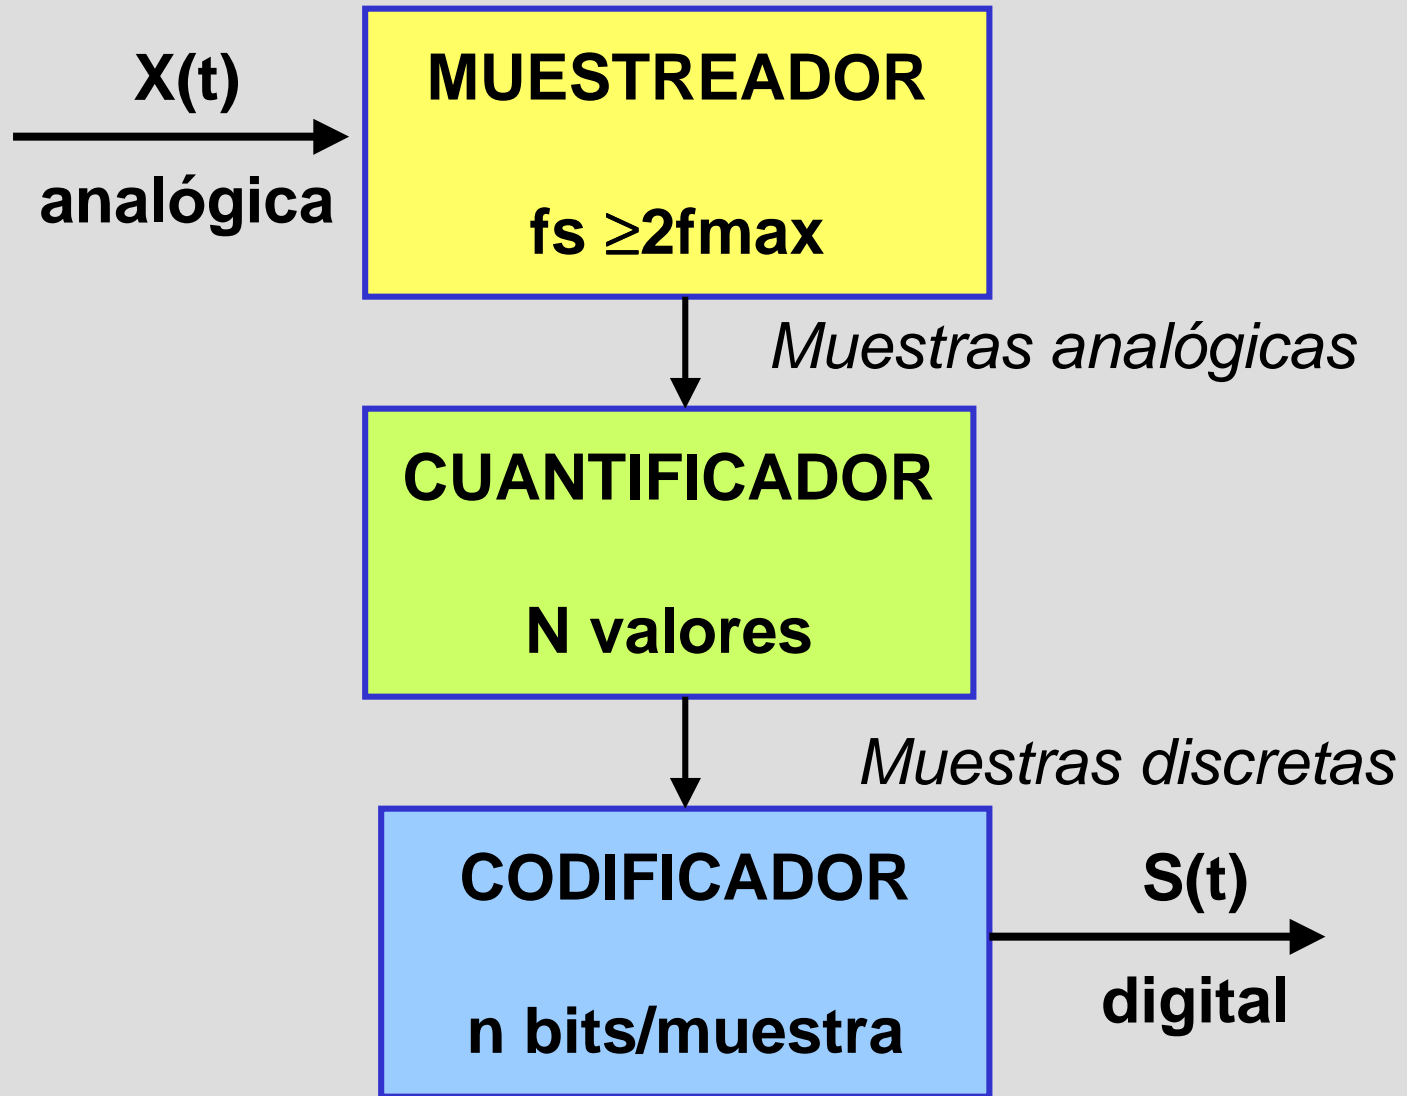 X(t)
analógica
MUESTREADOR
fs ≥2fmax
Muestras analógicas
CUANTIFICADOR
N valores
Muestras discretas
CODIFICADOR
n bits/muestra
S(t)
digital